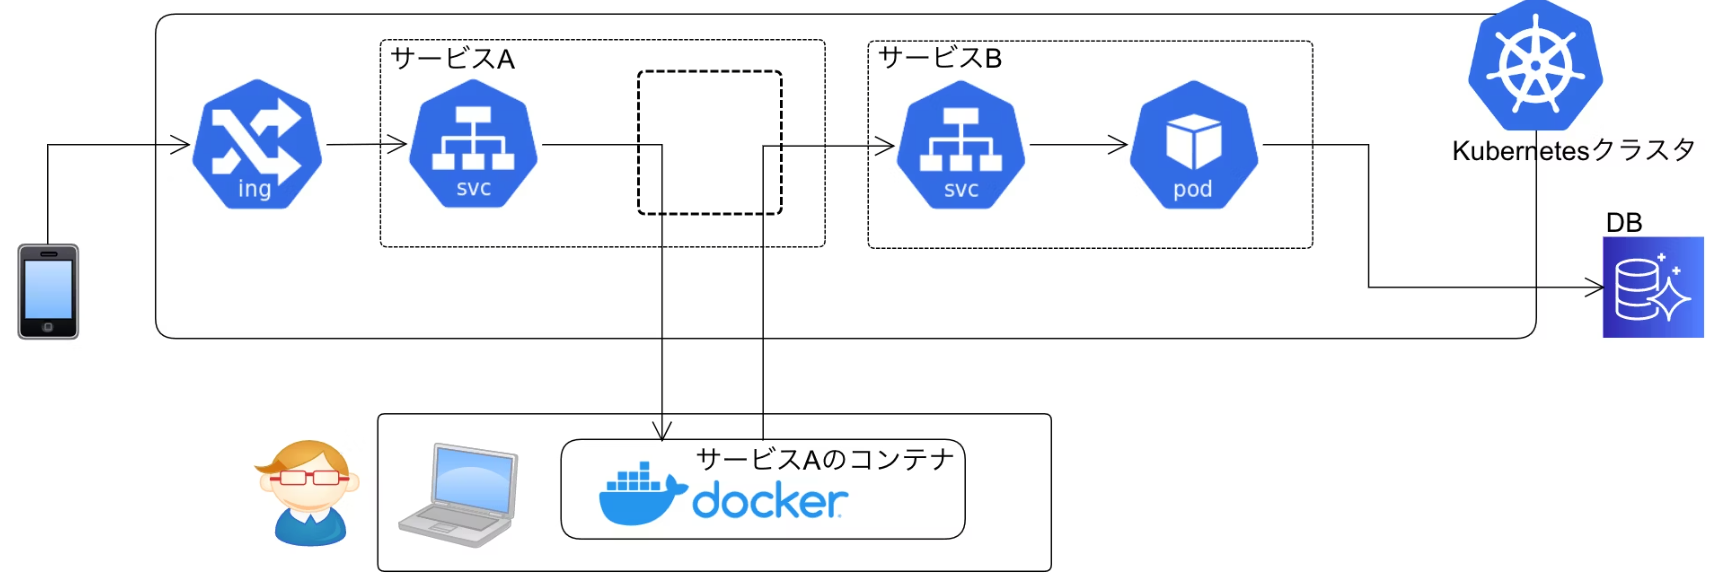 サービスA
サービスB
ing
svc
svc
pod
Kubernetesクラスタ
DB
サービスAのコンテナ
docker